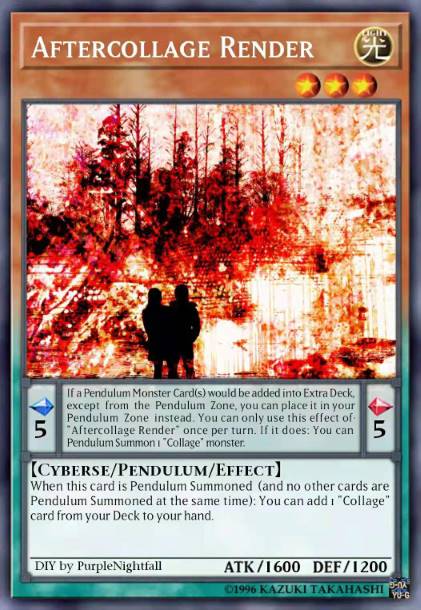 AFTERCOLLAGE RENDER
LIGHT
光
If a Pendulum Monster Card(s) would be added into Extra Deck,
except from the Pendulum Zone, you can place it in your
Pendulum Zone instead. You can only use this effect of
"Aftercollage Render" once per turn. If it does: You can
Pendulum Summon 1 "Collage" monster.
5
5
【CYBERSE/PENDULUM/EFFECT】
When this card is Pendulum Summoned (and no other cards are
Pendulum Summoned at the same time): You can add 1 "Collage"
card from your Deck to your hand.
DIY by PurpleNightfall
ATK/1600 DEF/1200
©1996 KAZUKI TAKAHASHI